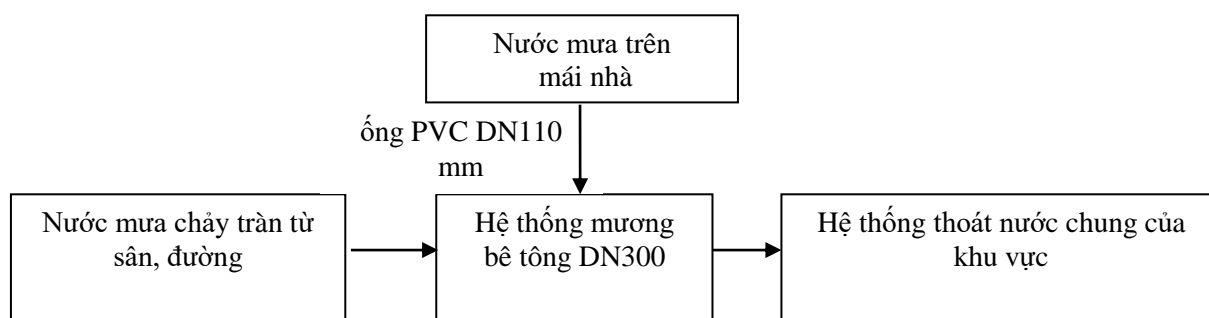 Nước mưa trên
mái nhà
ống PVC DN110
mm
Nước mưa chảy tràn từ
sân, đường
Hệ thống mương
bê tông DN300
Hệ thống thoát nước chung của
khu vực